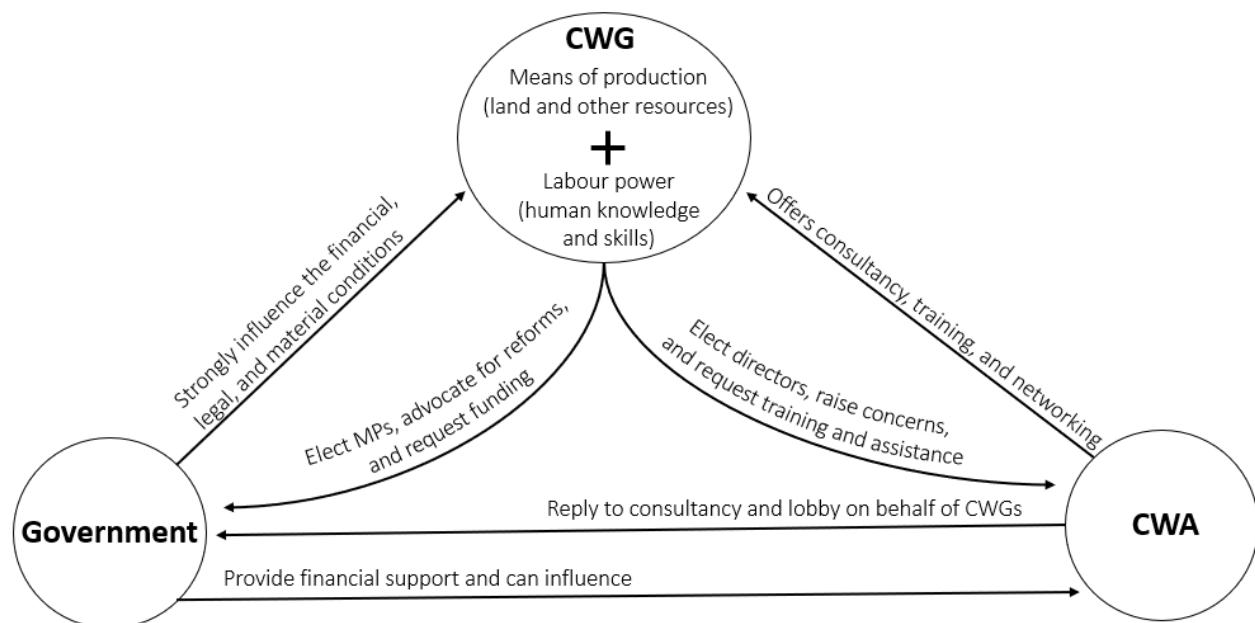 CWG
Means of production
(land and other resources)
+
Labour power
(human knowledge
and skills)
Strongly influence the financial,
legal, and material conditions
Elect MPs, advocate for reforms,
and request funding
Elect directors, raise concerns,
and request training and assistance
Offers consultancy, training, and networking
Government
Reply to consultancy and lobby on behalf of CWGs
CWA
Provide financial support and can influence